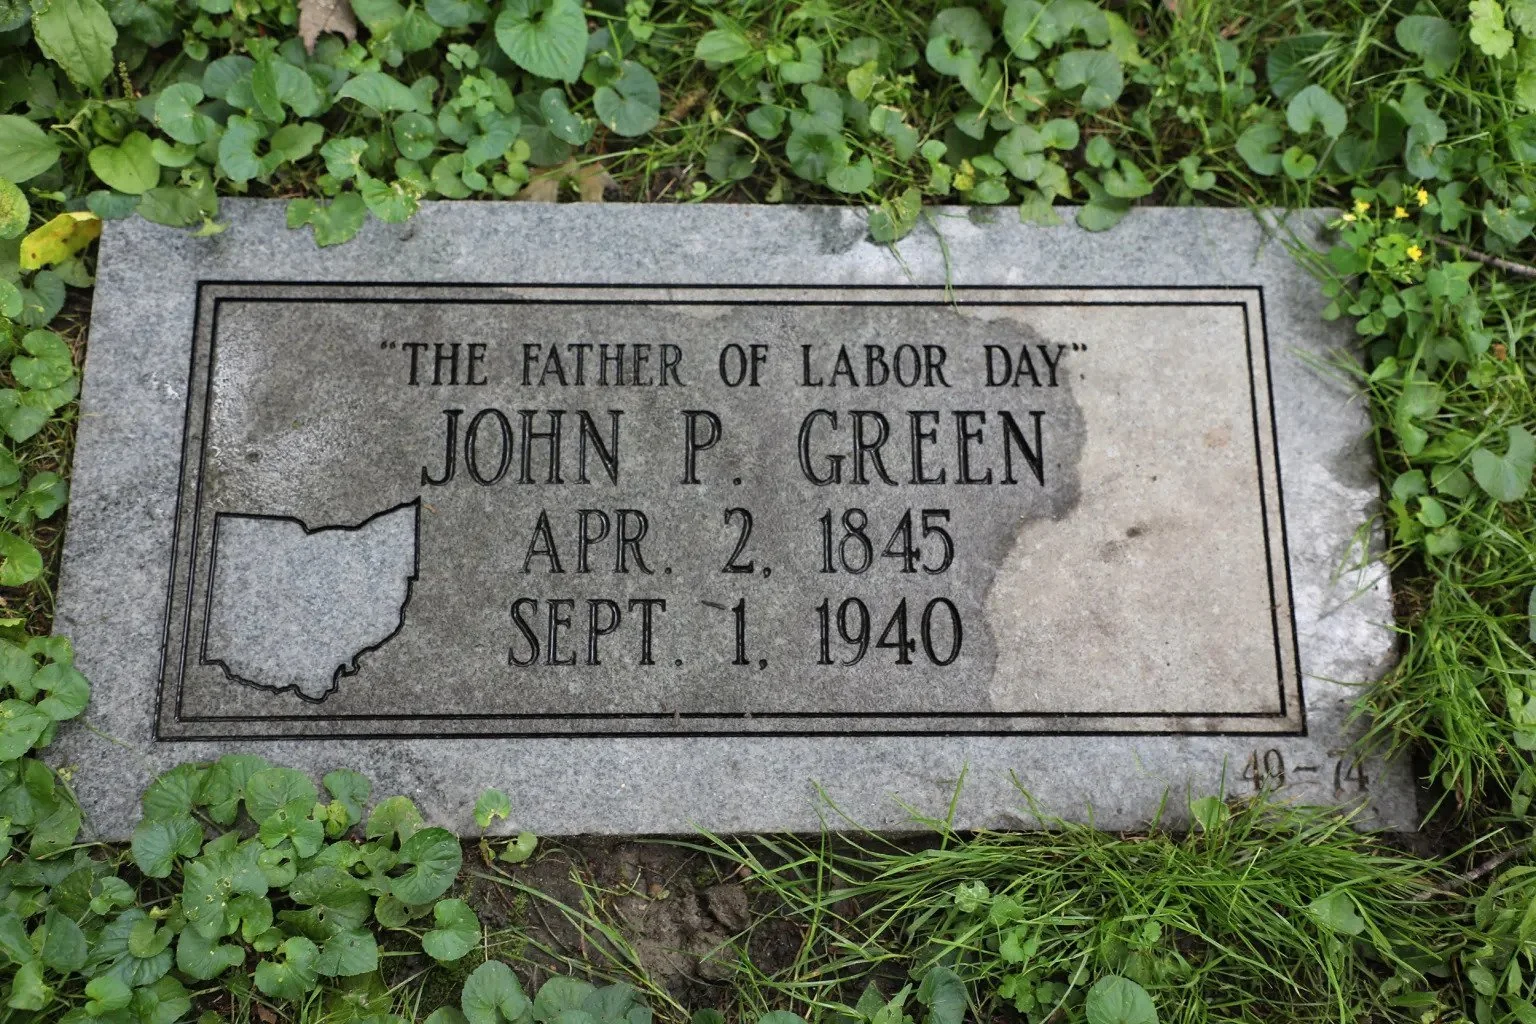 "THE FATHER OF LABOR DAY"
JOHN P. GREEN
APR. 2, 1845
SEPT. 1, 1940
49-74